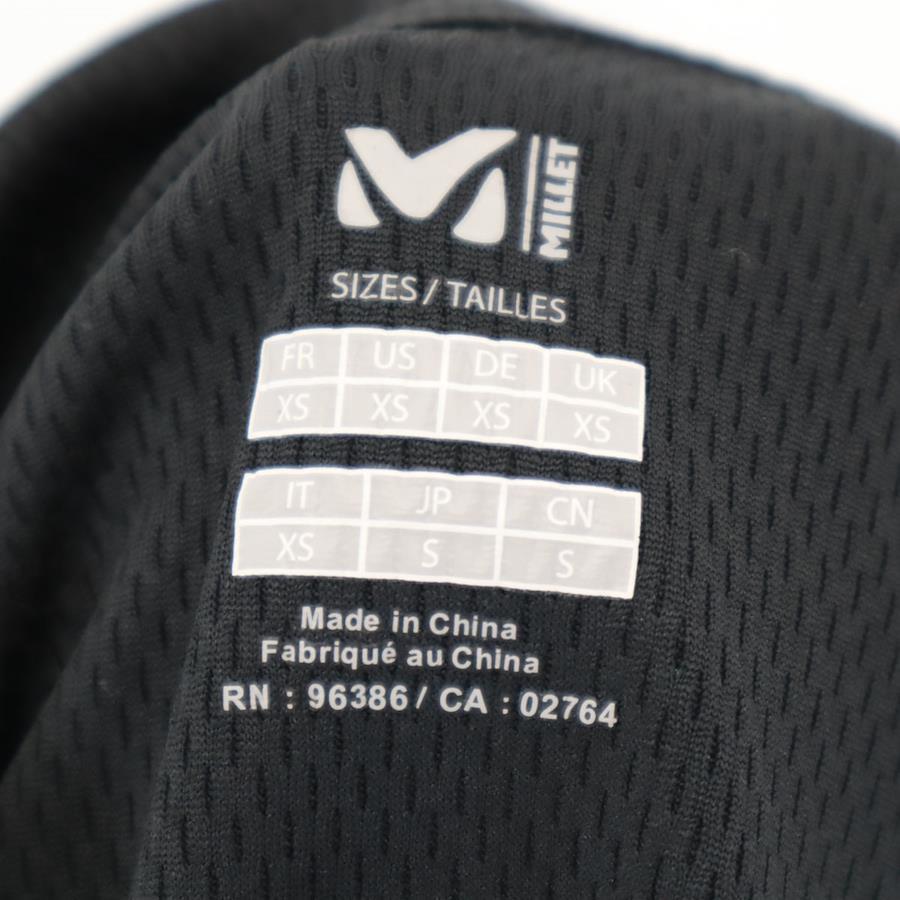 MILLET
SIZES / TAILLES
FR US DE UK
XS XS XS XS
IT JP CN
XS S S
Made in China
Fabriqué au China
RN : 96386 / CA : 02764